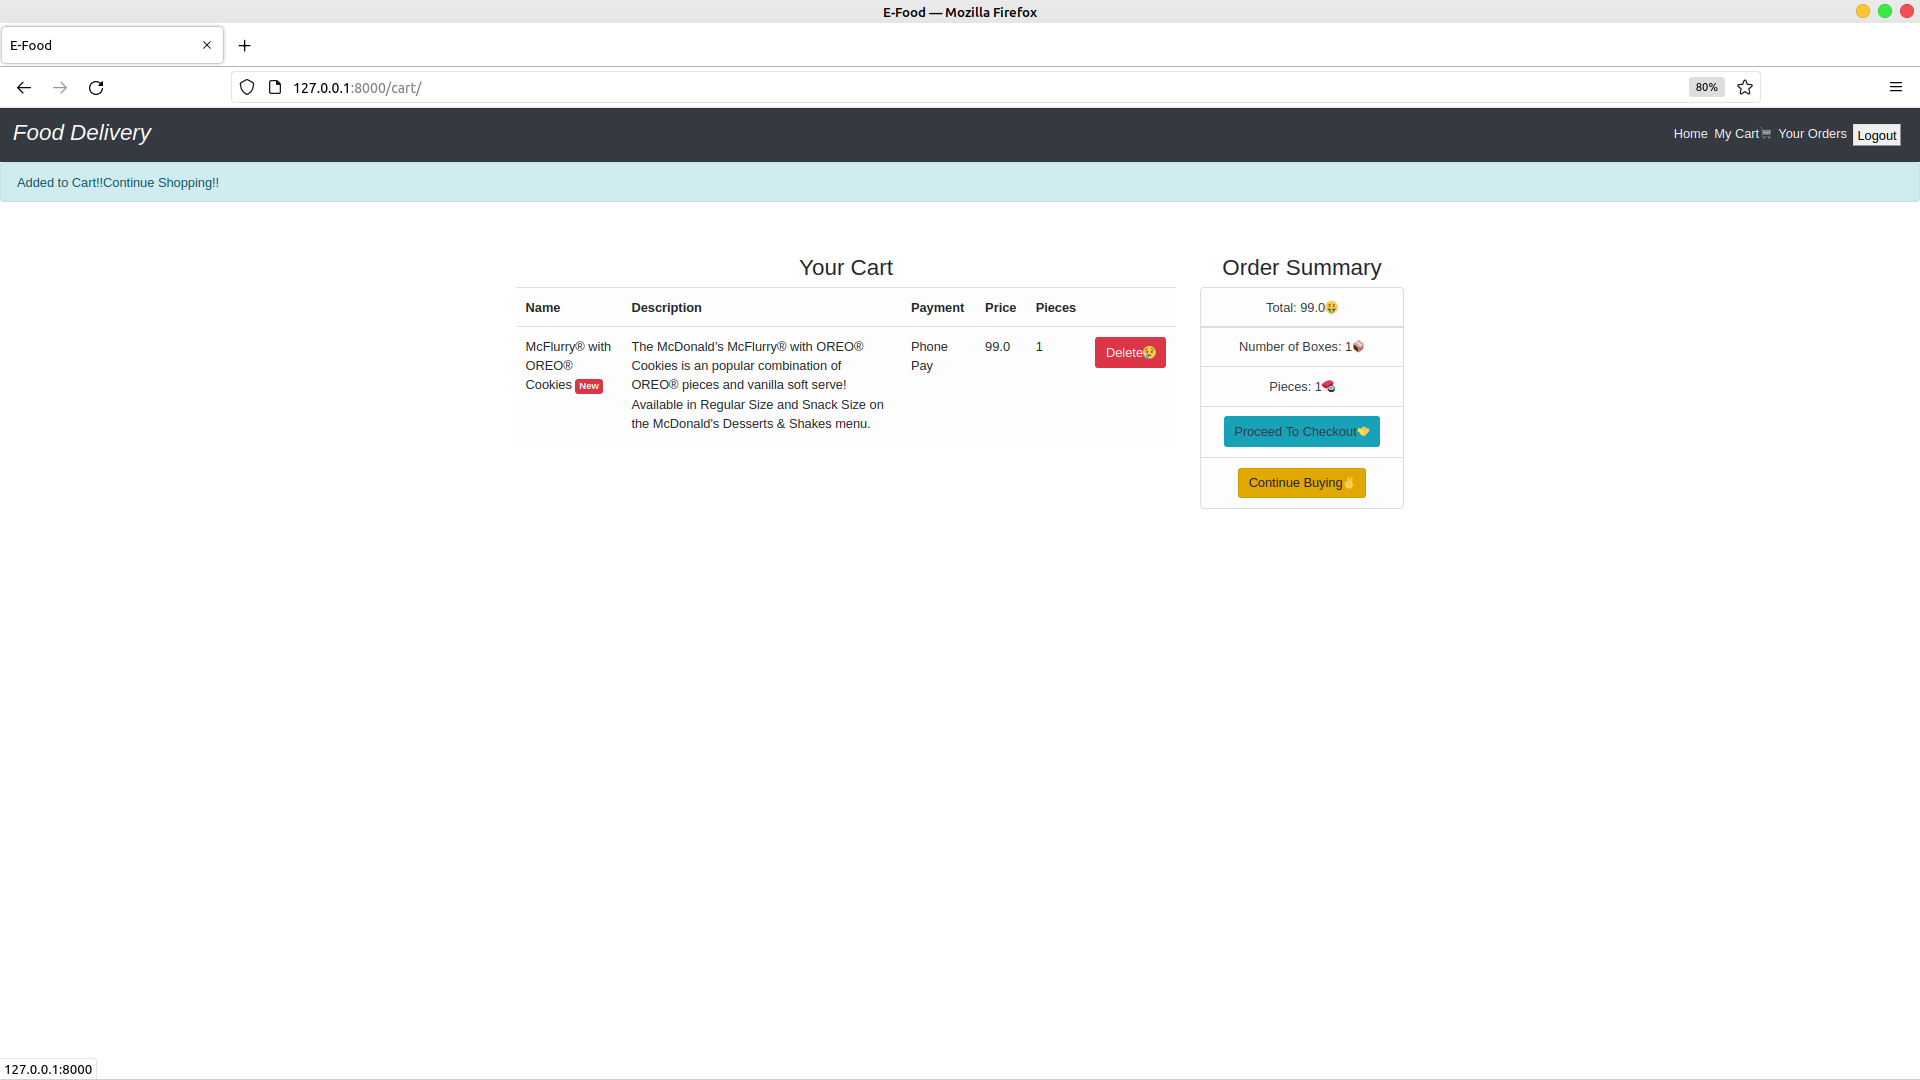 E-Food — Mozilla Firefox
E-Food
127.0.0.1:8000/cart/
80%
Food Delivery
Home My Cart🛒 Your Orders Logout
Added to Cart!!Continue Shopping!!
Your Cart
Name Description Payment Price Pieces
McFlurry® with
OREO®
Cookies New
The McDonald’s McFlurry® with OREO®
Cookies is an popular combination of
OREO® pieces and vanilla soft serve!
Available in Regular Size and Snack Size on
the McDonald's Desserts & Shakes menu.
Phone
Pay
99.0
1
Delete😢
Order Summary
Total: 99.0🤑
Number of Boxes: 1📦
Pieces: 1🍣
Proceed To Checkout🤝
Continue Buying✌
127.0.0.1:8000